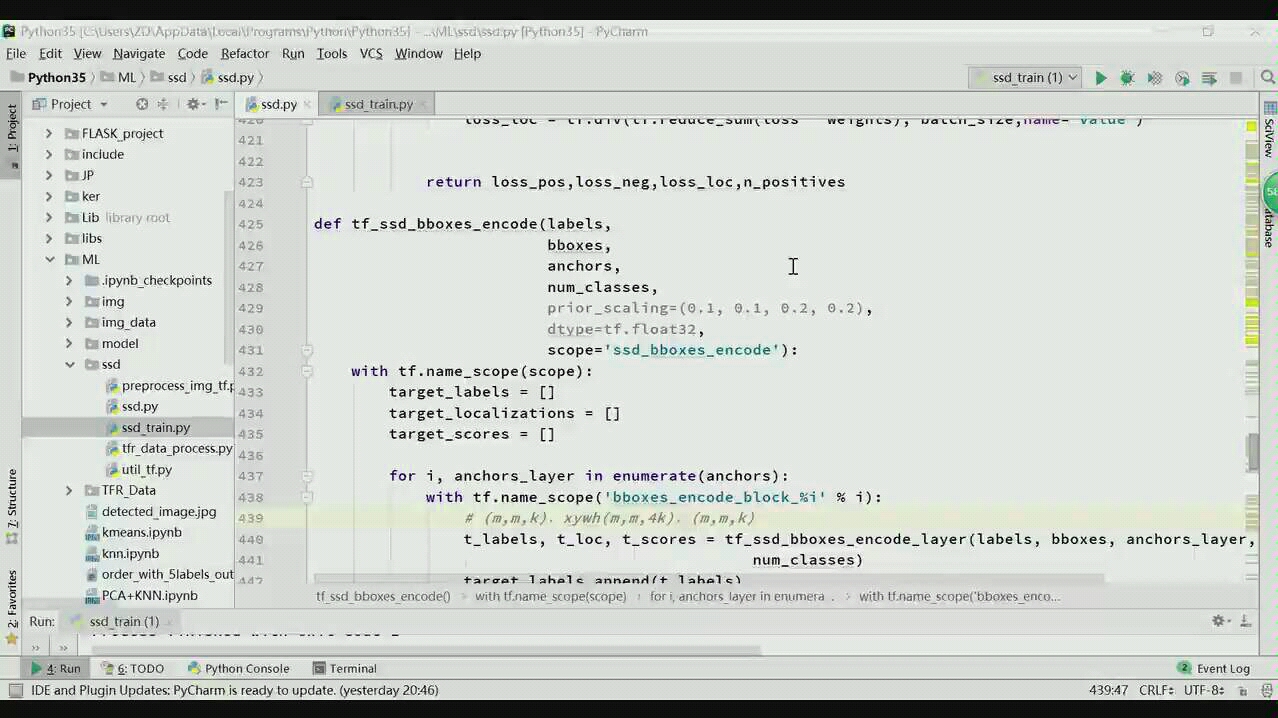 Python35 [C:\Users\ZD\AppData\Local\Programs\Python\Python35] - ...\ML\ssd\ssd.py [Python35] - PyCharm
File Edit View Navigate Code Refactor Run Tools VCS Window Help
Python35 ML ssd ssd.py ssd_train (1)
1: Project
Project
ssd.py ssd_train.py
FLASK_project
include
JP
ker
Lib library root
libs
ML
.ipynb_checkpoints
img
img_data
model
ssd
preprocess_img_tf.p
ssd.py
ssd_train.py
tfr_data_process.py
util_tf.py
TFR_Data
detected_image.jpg
kmeans.ipynb
knn.ipynb
order_with_5labels_out
PCA+KNN.ipynb
421
422
423 return loss_pos,loss_neg,loss_loc,n_positives
424
425 def tf_ssd_bboxes_encode(labels,
426 bboxes,
427 anchors,
428 num_classes,
429 prior_scaling=(0.1, 0.1, 0.2, 0.2),
430 dtype=tf.float32,
431 scope='ssd_bboxes_encode'):
432 with tf.name_scope(scope):
433 target_labels = []
434 target_localizations = []
435 target_scores = []
436
437 for i, anchors_layer in enumerate(anchors):
438 with tf.name_scope('bboxes_encode_block_%i' % i):
439 # (m,m,k). xywh(m,m,4k). (m,m,k)
440 t_labels, t_loc, t_scores = tf_ssd_bboxes_encode_layer(labels, bboxes, anchors_layer,
441 num_classes)
442 target_labels.append(t_labels)
tf_ssd_bboxes_encode() with tf.name_scope(scope) for i, anchors_layer in enumera... with tf.name_scope('bboxes_enco...
SciView
58
Database
7: Structure
2: Favorites
Run: ssd_train (1)
4: Run 6: TODO Python Console Terminal 2 Event Log
IDE and Plugin Updates: PyCharm is ready to update. (yesterday 20:46) 439:47 CRLF UTF-8